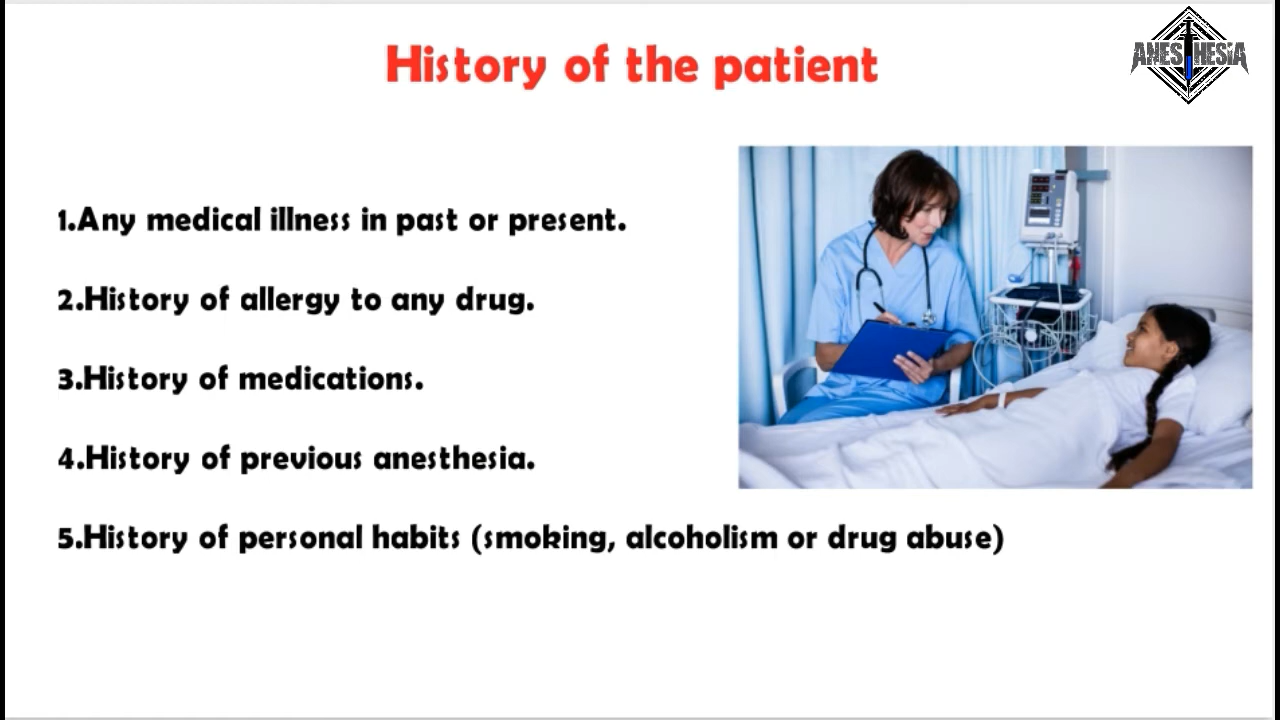 History of the patient
ANESTHESIA
1.Any medical illness in past or present.
2.History of allergy to any drug.
3.History of medications.
4.History of previous anesthesia.
5.History of personal habits (smoking, alcoholism or drug abuse)